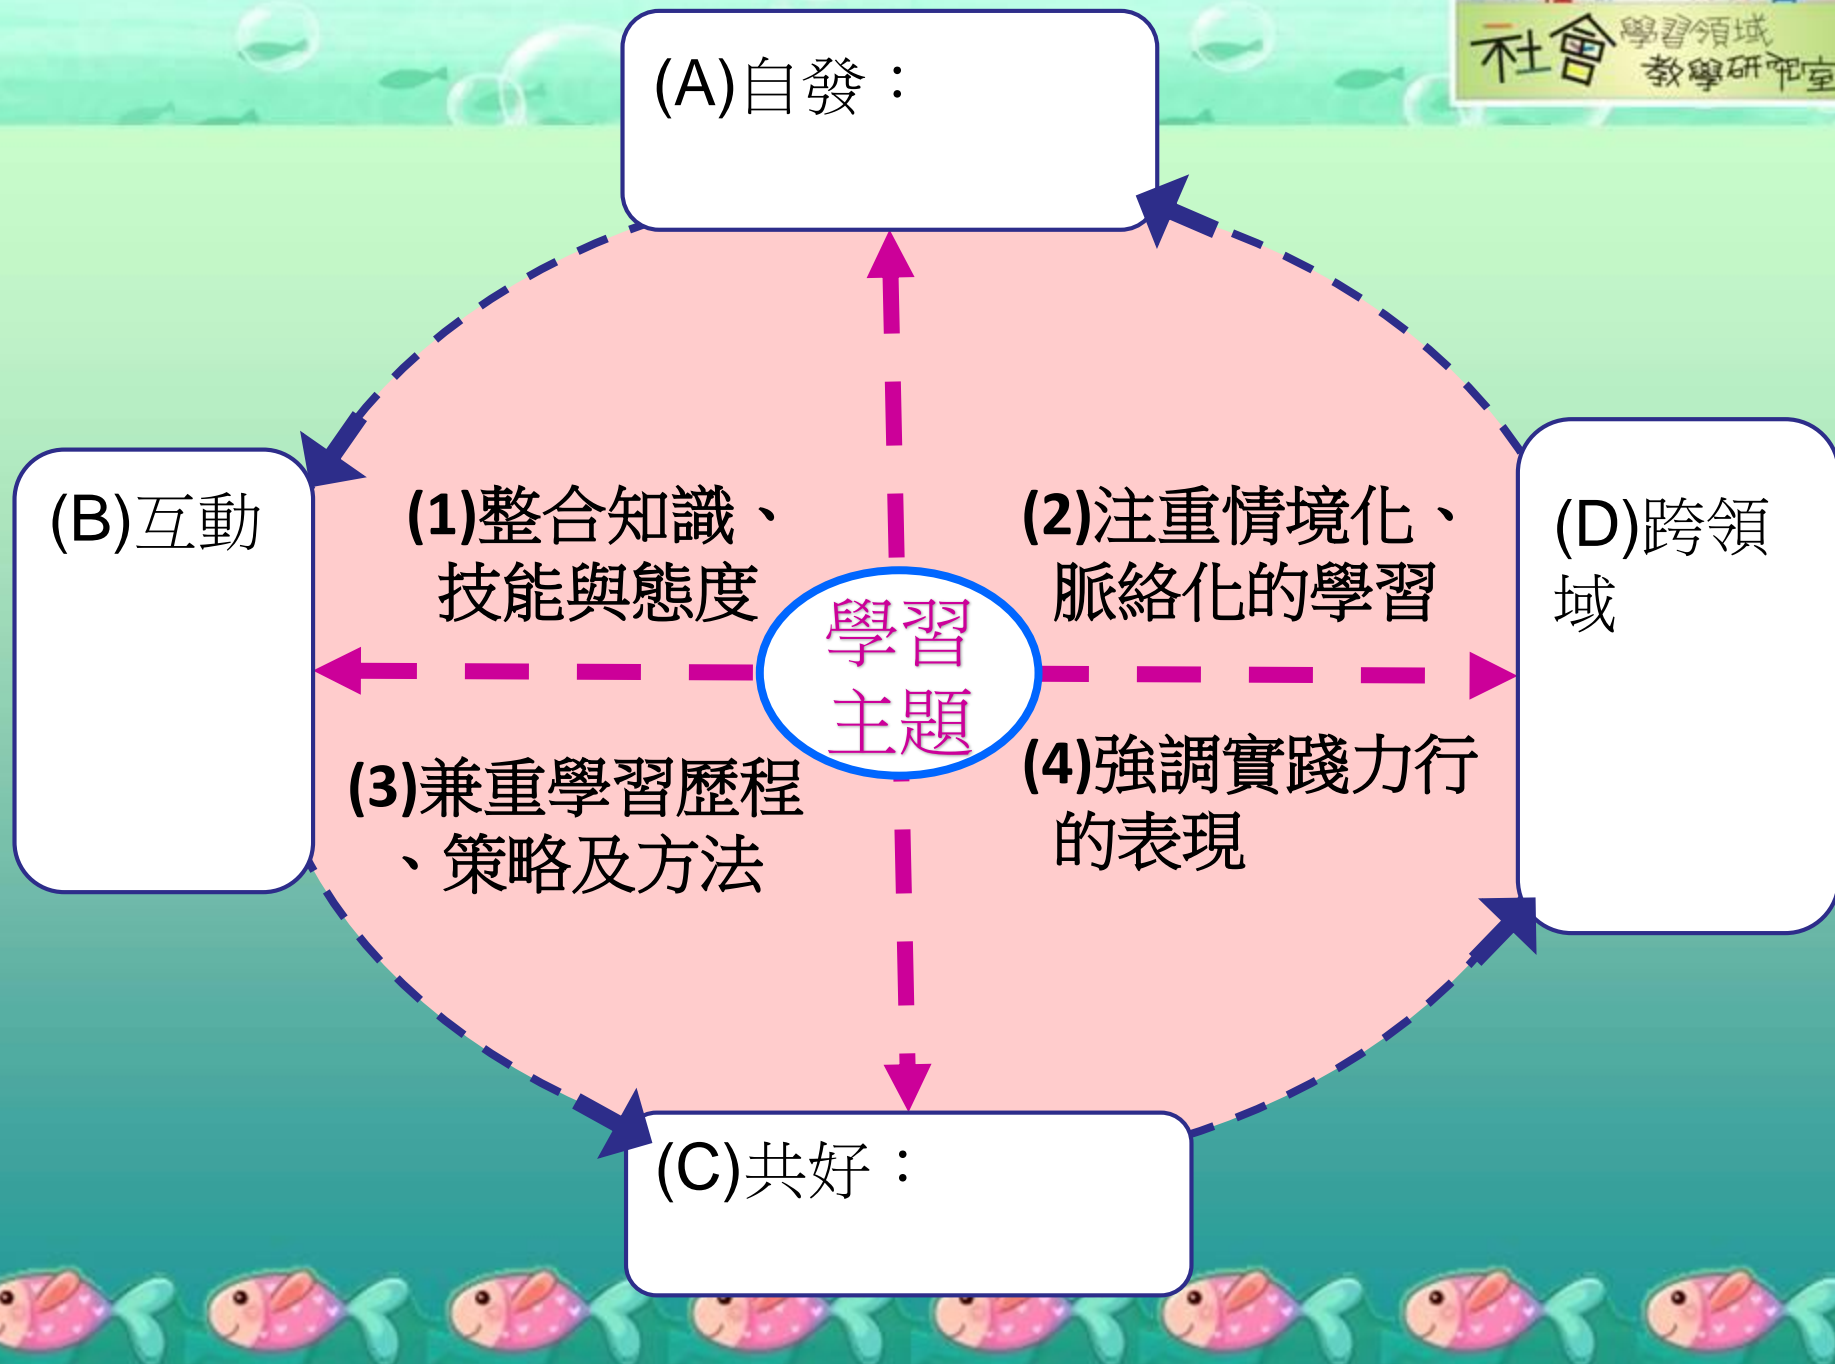 社會 學習領域
教學研究室
(A)自發：
(B)互動
(1)整合知識、
技能與態度
(2)注重情境化、
脈絡化的學習
(D)跨領
域
學習
主題
(3)兼重學習歷程
、策略及方法
(4)強調實踐力行
的表現
(C)共好：